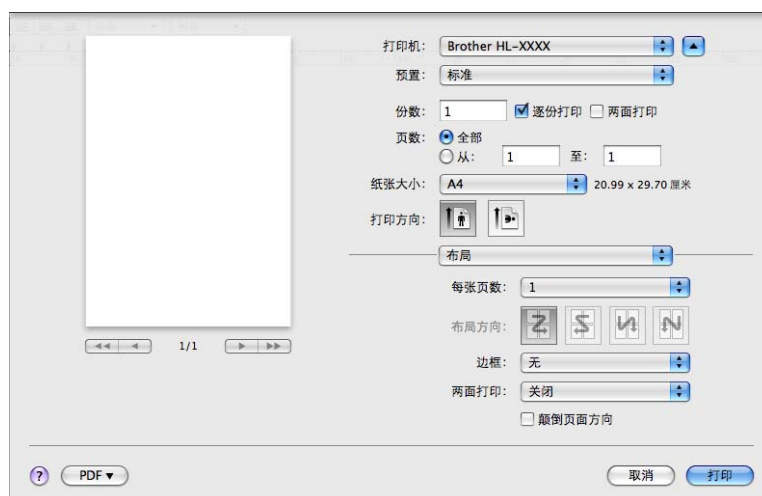 打印机： Brother HL-XXXX
预置： 标准
份数： 1 逐份打印 两面打印
页数： 全部
从： 1 至： 1
纸张大小： A4 20.99 x 29.70 厘米
打印方向：
布局
每张页数： 1
布局方向：
1/1
边框： 无
两面打印： 关闭
颠倒页面方向
? PDF▼ 取消 打印